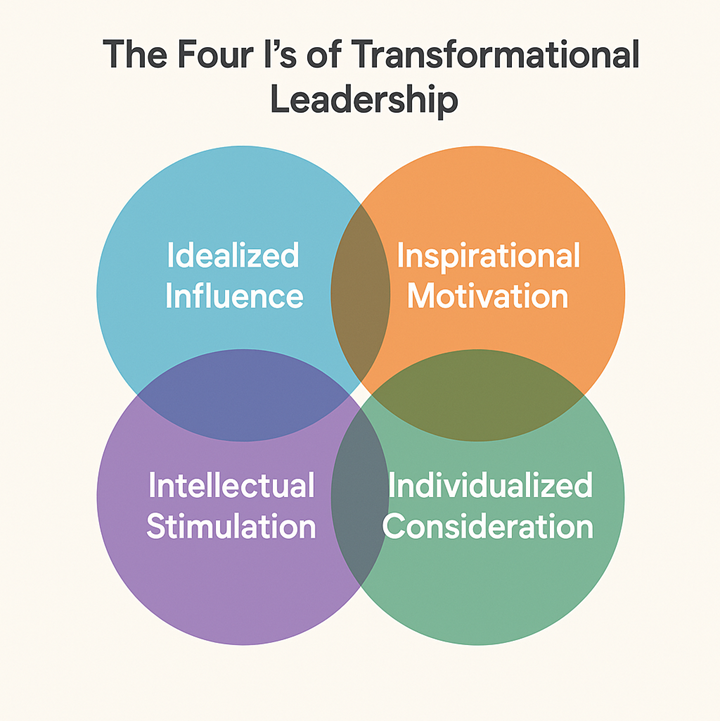 The Four I's of Transformational
Leadership
Idealized
Influence
Inspirational
Motivation
Intellectual
Stimulation
Individualized
Consideration